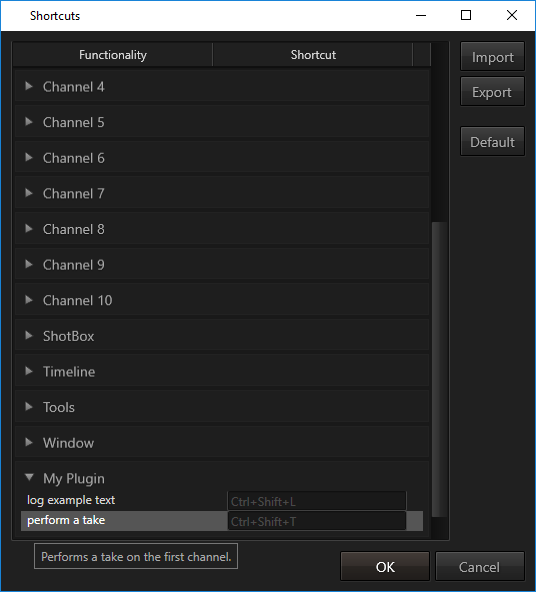 Shortcuts
Functionality Shortcut
Import
Export
Default
Channel 4
Channel 5
Channel 6
Channel 7
Channel 8
Channel 9
Channel 10
ShotBox
Timeline
Tools
Window
My Plugin
log example text Ctrl+Shift+L
perform a take Ctrl+Shift+T
Performs a take on the first channel.
OK Cancel